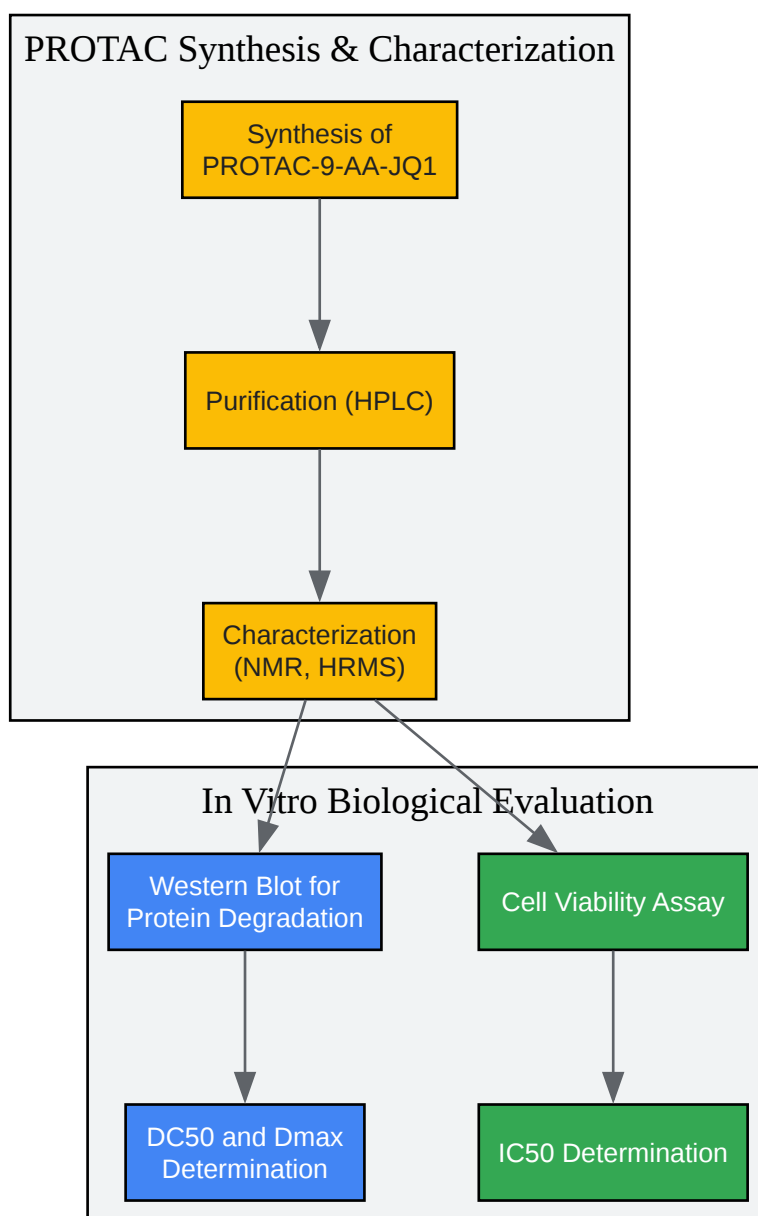 PROTAC Synthesis & Characterization
Synthesis of
PROTAC-9-AA-JQ1
Purification (HPLC)
Characterization
(NMR, HRMS)
In Vitro Biological Evaluation
Western Blot for
Protein Degradation
Cell Viability Assay
DC50 and Dmax
Determination
IC50 Determination